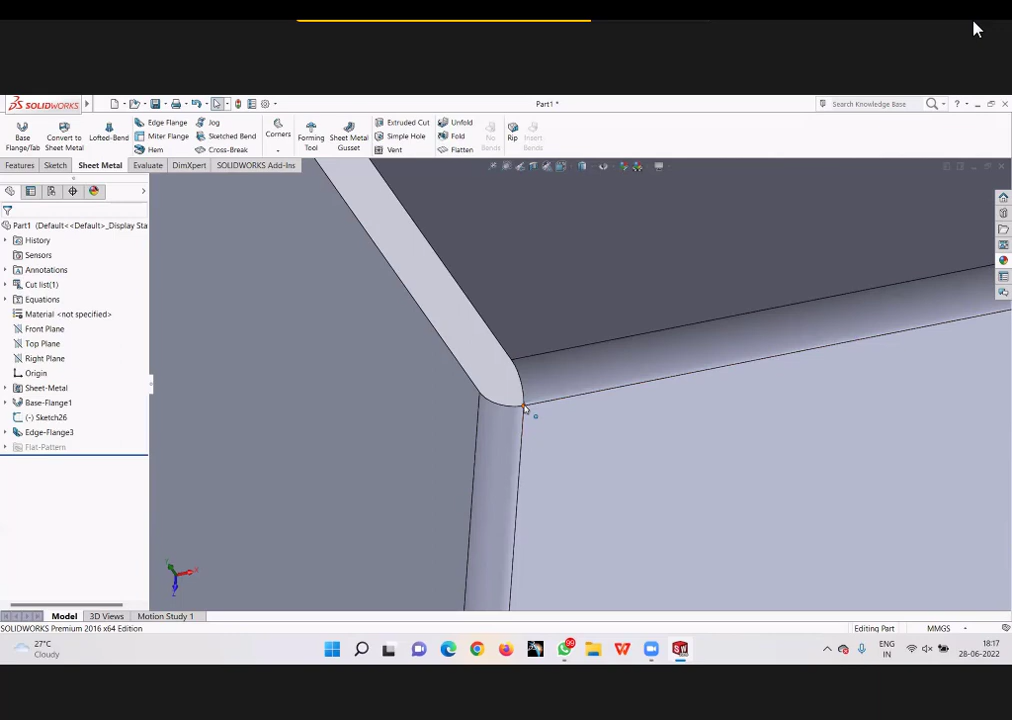 SOLIDWORKS
Part1 *
Search Knowledge Base
Base Flange/Tab
Convert to Sheet Metal
Lofted-Bend
Edge Flange
Miter Flange
Hem
Jog
Sketched Bend
Cross-Break
Corners
Forming Tool
Sheet Metal Gusset
Extruded Cut
Simple Hole
Vent
Unfold
Fold
Flatten
No Bends
Rip
Insert Bends
Features
Sketch
Sheet Metal
Evaluate
DimXpert
SOLIDWORKS Add-Ins
Part1 (Default<<Default>_Display Sta
History
Sensors
Annotations
Cut list(1)
Equations
Material <not specified>
Front Plane
Top Plane
Right Plane
Origin
Sheet-Metal
Base-Flange1
(-) Sketch26
Edge-Flange3
Flat-Pattern
Model
3D Views
Motion Study 1
SOLIDWORKS Premium 2016 x64 Edition
Editing Part
MMGS
27°C
Cloudy
99
SW
ENG
IN
18:17
28-06-2022